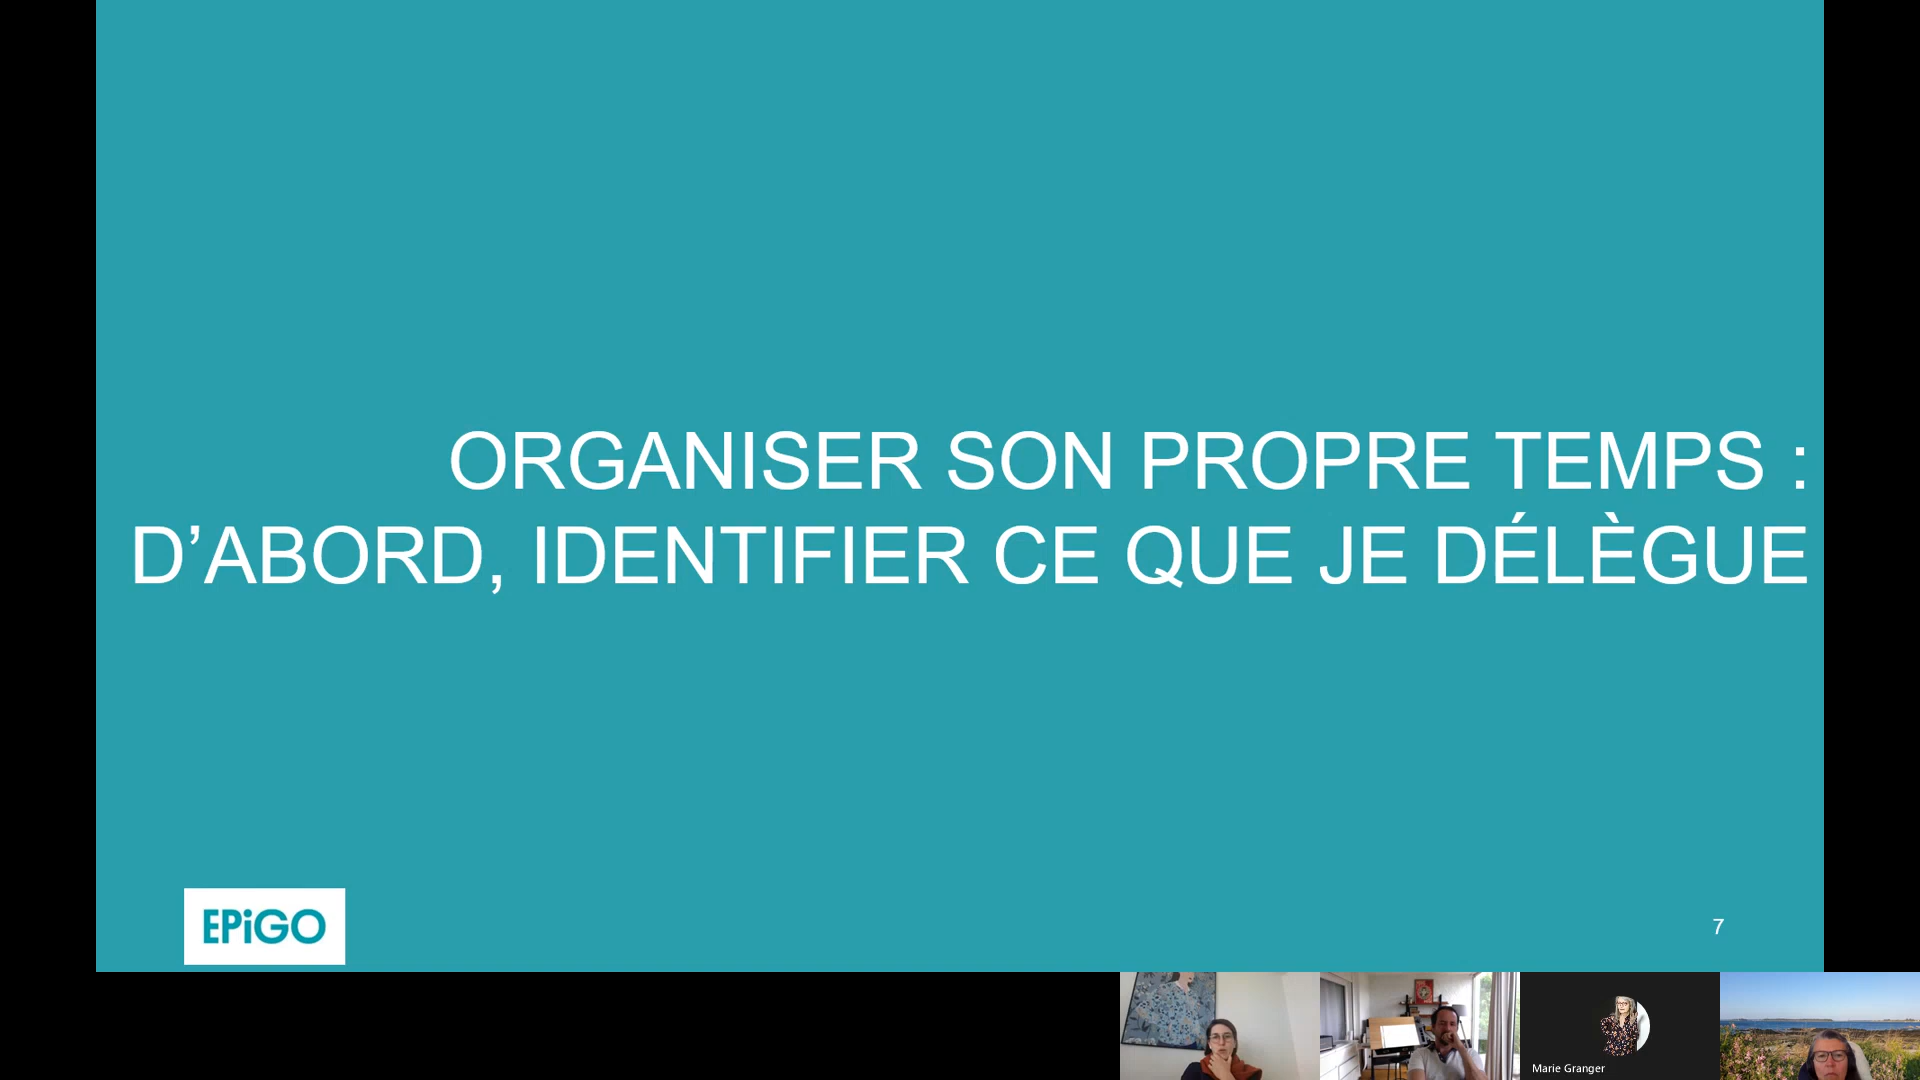 ORGANISER SON PROPRE TEMPS :
D’ABORD, IDENTIFIER CE QUE JE DÉLÈGUE
EPiGO
7
Marie Granger